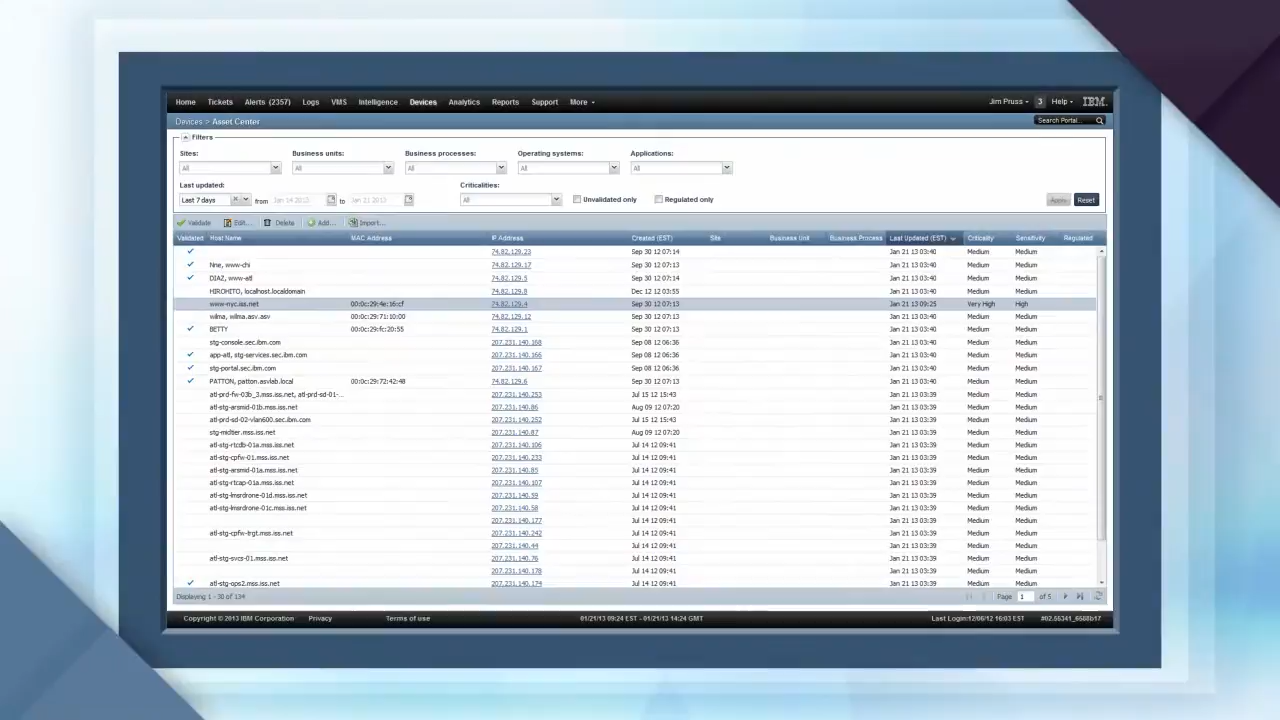 Home Tickets Alerts (2357) Logs VMS Intelligence Devices Analytics Reports Support More Jim Pruss 3 Help IBM
Devices > Asset Center Search Portal...
Filters
Sites: Business units: Business processes: Operating systems: Applications:
All All All All All
Last updated: Criticalities:
Last 7 days from Jan 14 2013 to Jan 21 2013 All Unvalidated only Regulated only Apply Reset
Validate Edit... Delete Add... Import...
Validated Host Name MAC Address IP Address Created (EST) Site Business Unit Business Process Last Updated (EST) Criticality Sensitivity Regulated
74.82.129.23 Sep 30 12 07:14 Jan 21 13 03:40 Medium Medium
Nne, www-chi 74.82.129.17 Sep 30 12 07:13 Jan 21 13 03:40 Medium Medium
DIAZ, www-atl 74.82.129.5 Sep 30 12 07:14 Jan 21 13 03:40 Medium Medium
HIROHITO, localhost.localdomain 74.82.129.8 Dec 12 12 03:55 Jan 21 13 03:40 Medium Medium
www-nyc.iss.net 00:0c:29:4e:16:cf 74.82.129.4 Sep 30 12 07:13 Jan 21 13 09:25 Very High High
wilma, wilma.asv.asv 00:0c:29:71:10:00 74.82.129.12 Sep 30 12 07:13 Jan 21 13 03:40 Medium Medium
BETTY 00:0c:29:fc:20:55 74.82.129.1 Sep 30 12 07:13 Jan 21 13 03:40 Medium Medium
stg-console.sec.ibm.com 207.231.140.168 Sep 08 12 06:36 Jan 21 13 03:40 Medium Medium
app-atl, stg-services.sec.ibm.com 207.231.140.166 Sep 08 12 06:36 Jan 21 13 03:40 Medium Medium
stg-portal.sec.ibm.com 207.231.140.167 Sep 08 12 06:36 Jan 21 13 03:40 Medium Medium
PATTON, patton.asvlab.local 00:0c:29:72:42:48 74.82.129.6 Sep 30 12 07:13 Jan 21 13 03:40 Medium Medium
atl-prd-fw-03b_3.mss.iss.net, atl-prd-sd-01-... 207.231.140.253 Jul 15 12 15:43 Jan 21 13 03:39 Medium Medium
atl-stg-arsmid-01b.mss.iss.net 207.231.140.86 Aug 09 12 07:20 Jan 21 13 03:39 Medium Medium
atl-prd-sd-02-vlan600.sec.ibm.com 207.231.140.252 Jul 15 12 15:43 Jan 21 13 03:39 Medium Medium
stg-midtier.mss.iss.net 207.231.140.87 Aug 09 12 07:20 Jan 21 13 03:39 Medium Medium
atl-stg-rtcdb-01a.mss.iss.net 207.231.140.106 Jul 14 12 09:41 Jan 21 13 03:39 Medium Medium
atl-stg-cpfw-01.mss.iss.net 207.231.140.233 Jul 14 12 09:41 Jan 21 13 03:39 Medium Medium
atl-stg-arsmid-01a.mss.iss.net 207.231.140.85 Jul 14 12 09:41 Jan 21 13 03:39 Medium Medium
atl-stg-rtcap-01a.mss.iss.net 207.231.140.107 Jul 14 12 09:41 Jan 21 13 03:39 Medium Medium
atl-stg-lmsrdrone-01d.mss.iss.net 207.231.140.59 Jul 14 12 09:41 Jan 21 13 03:39 Medium Medium
atl-stg-lmsrdrone-01c.mss.iss.net 207.231.140.58 Jul 14 12 09:41 Jan 21 13 03:39 Medium Medium
207.231.140.177 Jul 14 12 09:41 Jan 21 13 03:39 Medium Medium
atl-stg-cpfw-trgt.mss.iss.net 207.231.140.242 Jul 14 12 09:41 Jan 21 13 03:39 Medium Medium
207.231.140.44 Jul 14 12 09:41 Jan 21 13 03:39 Medium Medium
atl-stg-svcs-01.mss.iss.net 207.231.140.76 Jul 14 12 09:41 Jan 21 13 03:39 Medium Medium
207.231.140.178 Jul 14 12 09:41 Jan 21 13 03:39 Medium Medium
atl-stg-ops2.mss.iss.net 207.231.140.174 Jul 14 12 09:41 Jan 21 13 03:39 Medium Medium
Displaying 1 - 30 of 134 Page 1 of 5
Copyright © 2013 IBM Corporation Privacy Terms of use 01/21/13 09:24 EST - 01/21/13 14:24 GMT Last Login:12/06/12 16:03 EST